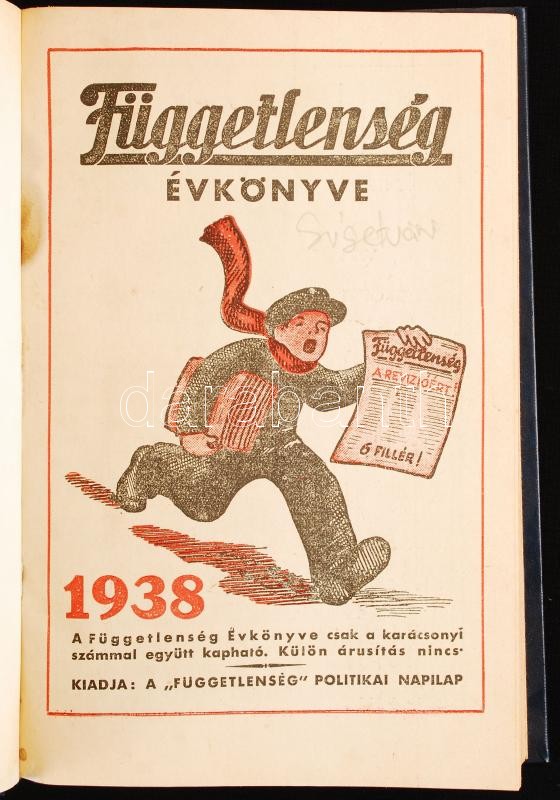 Függetlenség
ÉVKÖNYVE
Függetlenség
A REVIZIÓÉRT!
6 FILLÉR!
darabanth
1938
A Függetlenség Évkönyve csak a karácsonyi
számmal együtt kapható. Külön árusítás nincs.
KIADJA: A „FÜGGETLENSÉG" POLITIKAI NAPILAP